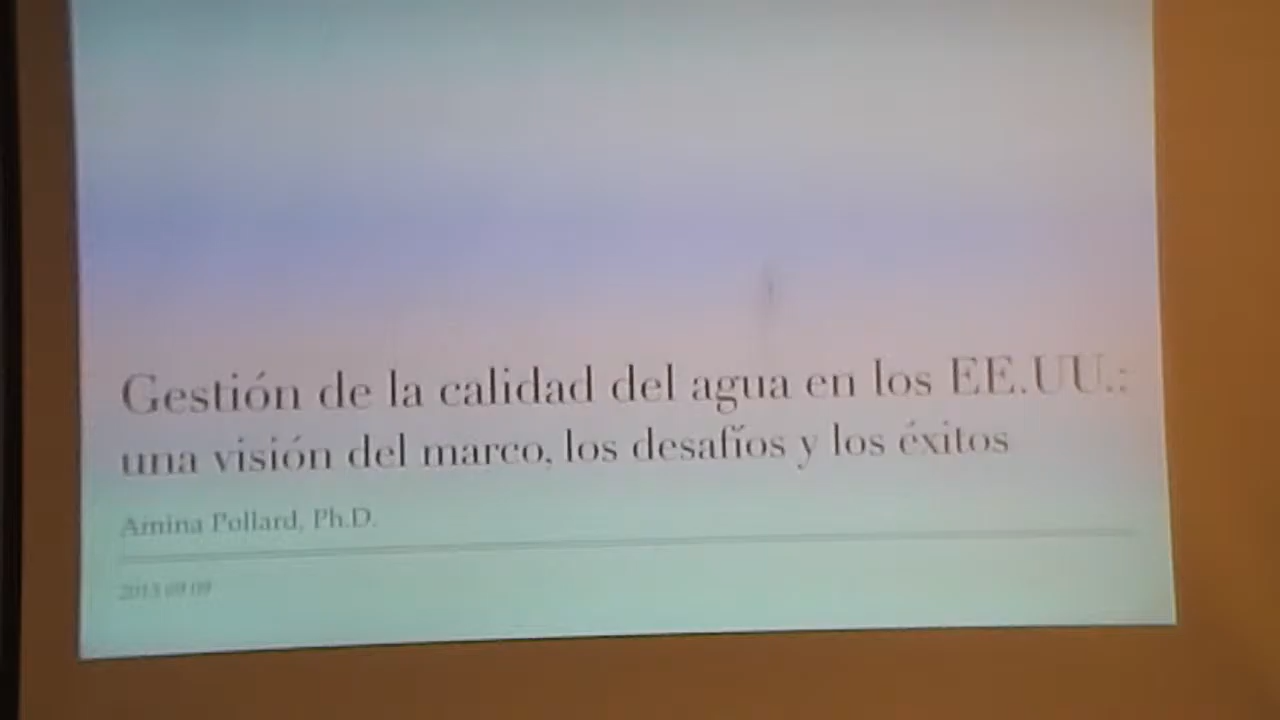 Gestión de la calidad del agua en los EE.UU.:
una visión del marco, los desafíos y los éxitos
Amina Pollard, Ph.D.